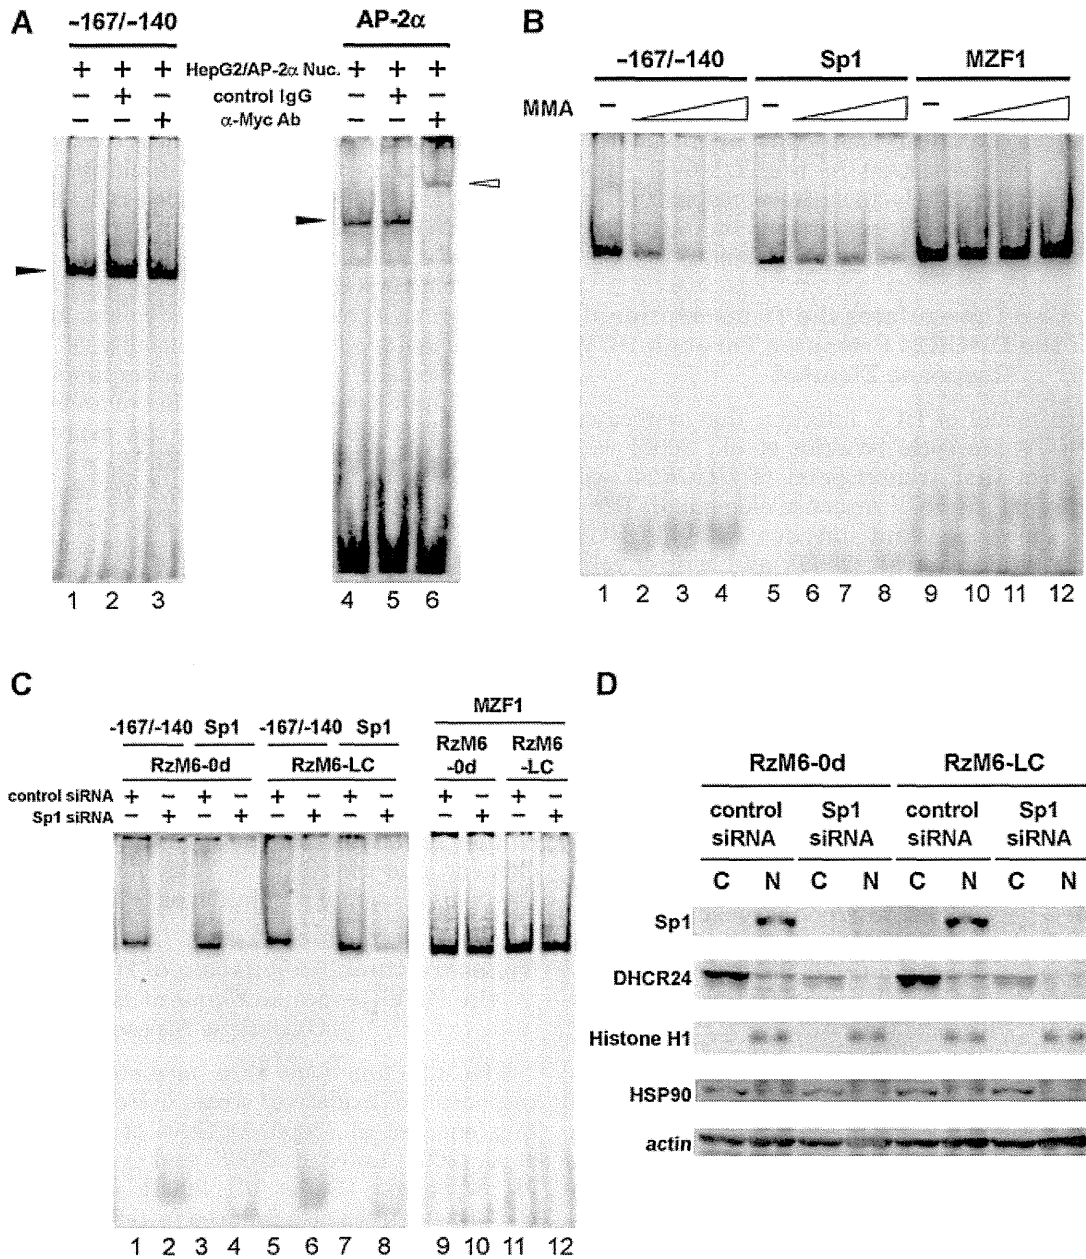 A
-167/-140
AP-2α
+ + + HepG2/AP-2α Nuc. + + +
− + − control IgG − + −
− − + α-Myc Ab − − +
1 2 3 4 5 6
B
-167/-140 Sp1 MZF1
MMA − − −
1 2 3 4 5 6 7 8 9 10 11 12
C
MZF1
-167/-140 Sp1 -167/-140 Sp1
RzM6-0d RzM6-LC
RzM6 -0d RzM6 -LC
control siRNA + − + − + − + − + − + −
Sp1 siRNA − + − + − + − + − + − +
1 2 3 4 5 6 7 8 9 10 11 12
D
RzM6-0d RzM6-LC
control siRNA Sp1 siRNA control siRNA Sp1 siRNA
C N C N C N C N
Sp1
DHCR24
Histone H1
HSP90
actin